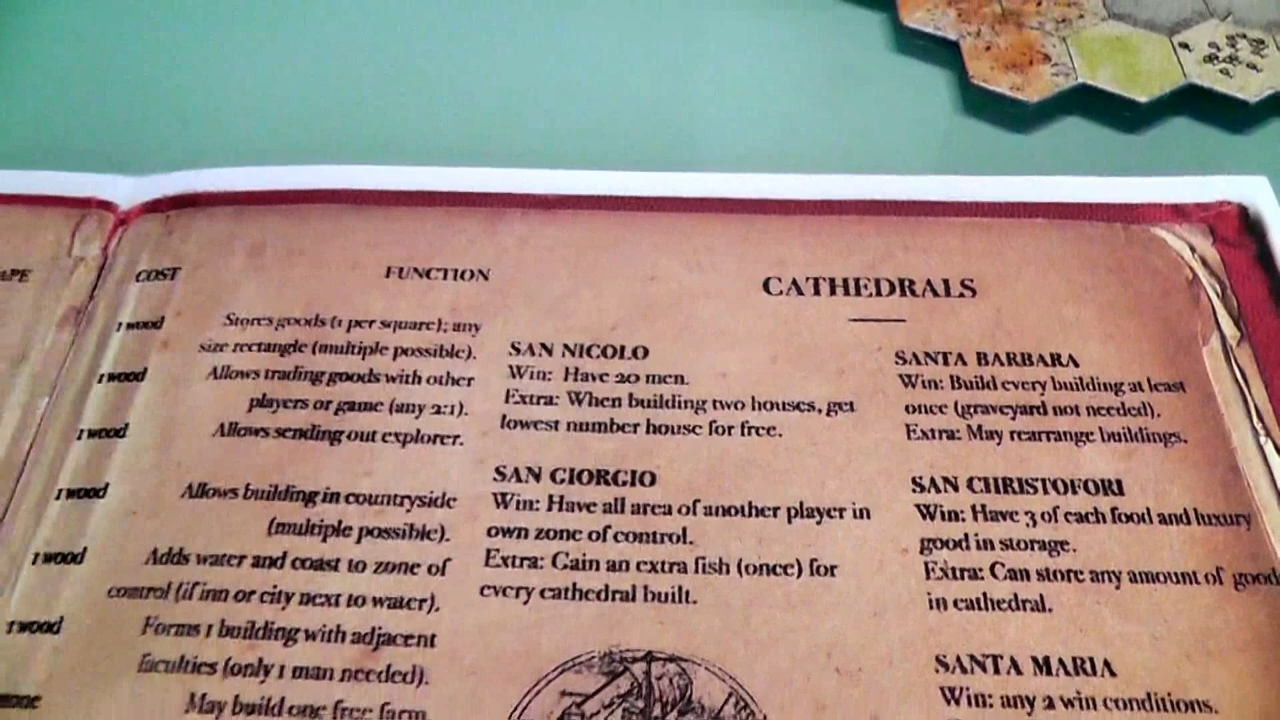 COST FUNCTION
1 wood Stores goods (1 per square); any
size rectangle (multiple possible).
1 wood Allows trading goods with other
players or game (any 2:1).
1 wood Allows sending out explorer.
1 wood Allows building in countryside
(multiple possible).
1 wood Adds water and coast to zone of
control (if inn or city next to water).
1 wood Forms 1 building with adjacent
faculties (only 1 man needed).
May build one free farm
CATHEDRALS
SAN NICOLO
Win: Have 20 men.
Extra: When building two houses, get
lowest number house for free.
SAN GIORGIO
Win: Have all area of another player in
own zone of control.
Extra: Gain an extra fish (once) for
every cathedral built.
SANTA BARBARA
Win: Build every building at least
once (graveyard not needed).
Extra: May rearrange buildings.
SAN CHRISTOFORI
Win: Have 3 of each food and luxury
good in storage.
Extra: Can store any amount of good
in cathedral.
SANTA MARIA
Win: any 2 win conditions.